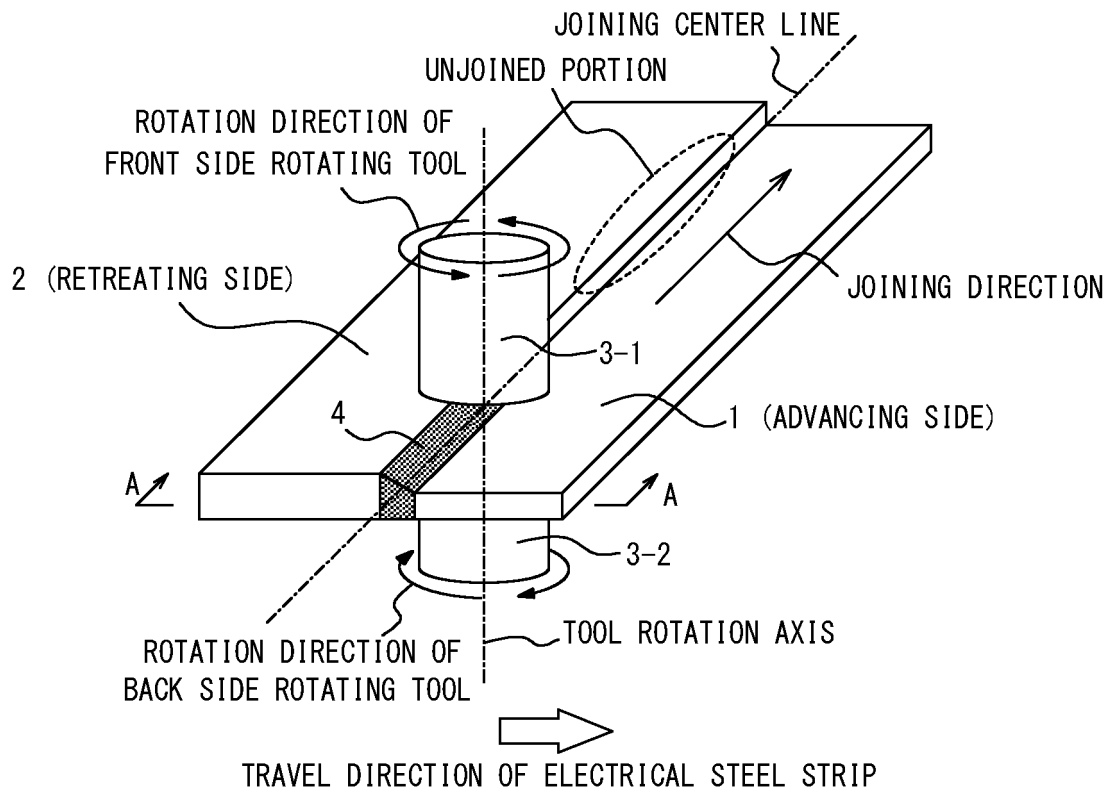 JOINING CENTER LINE
UNJOINED PORTION
ROTATION DIRECTION OF
FRONT SIDE ROTATING TOOL
2 (RETREATING SIDE)
JOINING DIRECTION
3-1
4
1 (ADVANCING SIDE)
A
A
3-2
TOOL ROTATION AXIS
ROTATION DIRECTION OF
BACK SIDE ROTATING TOOL
TRAVEL DIRECTION OF ELECTRICAL STEEL STRIP